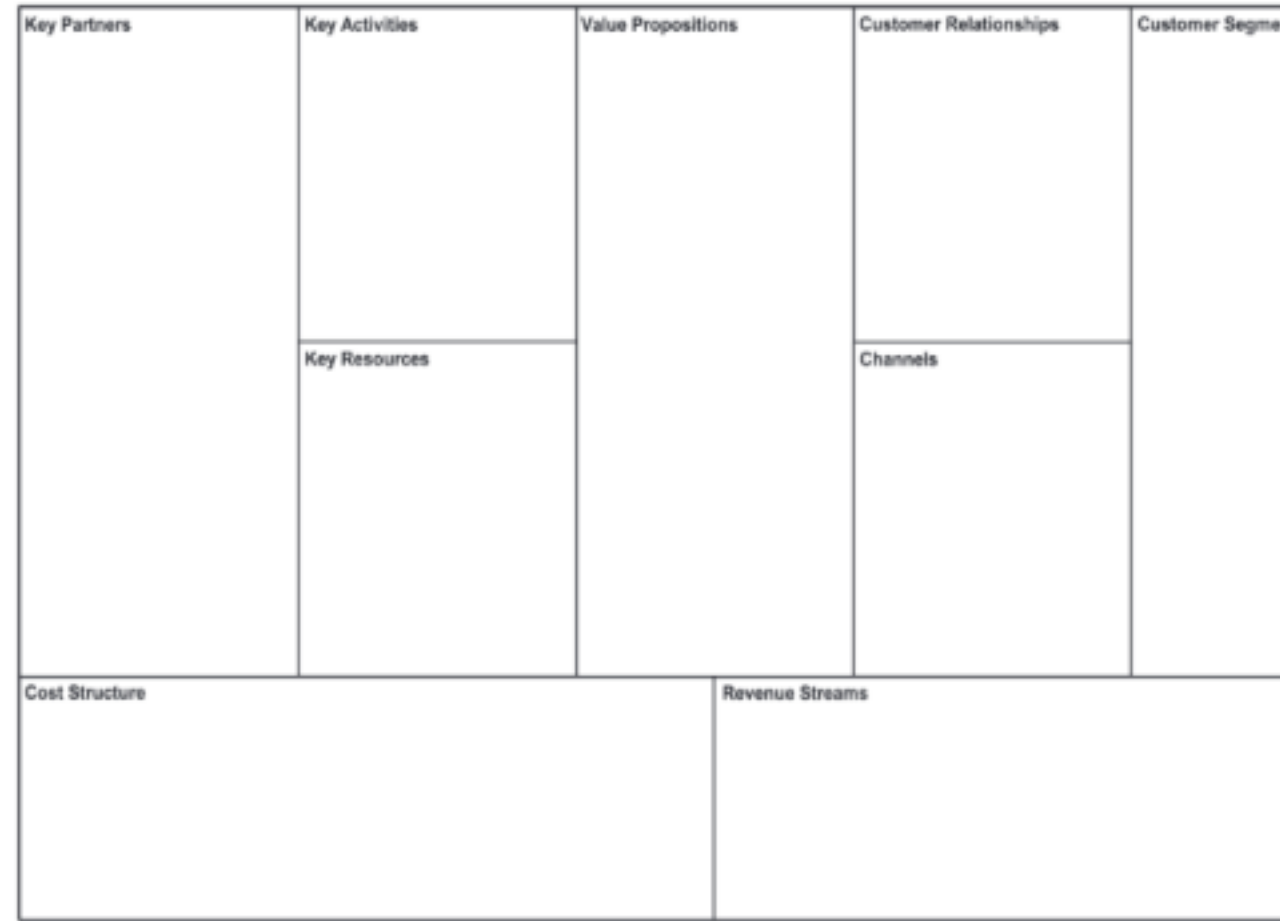 Key Partners
Key Activities
Value Propositions
Customer Relationships
Customer Segme
Key Resources
Channels
Cost Structure
Revenue Streams